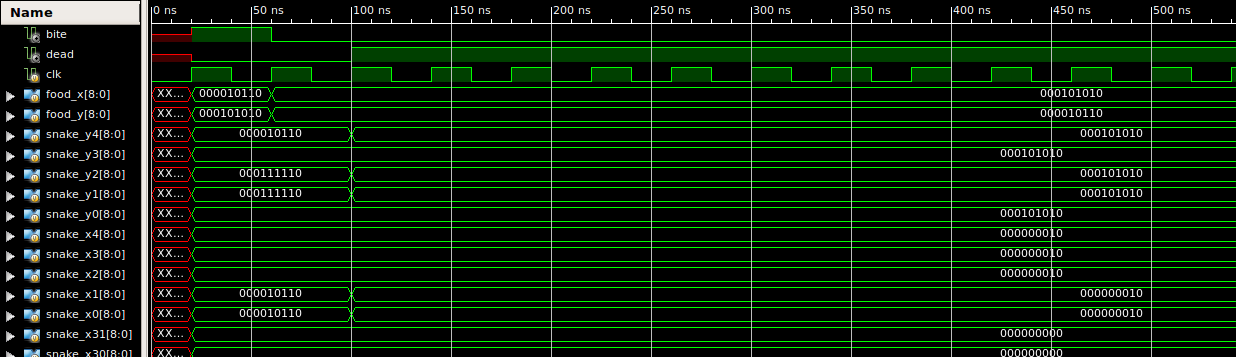 Name 0 ns 50 ns 100 ns 150 ns 200 ns 250 ns 300 ns 350 ns 400 ns 450 ns 500 ns
bite
dead
clk
food_x[8:0] XX... 000010110 000101010
food_y[8:0] XX... 000101010 000010110
snake_y4[8:0] XX... 000010110 000101010
snake_y3[8:0] XX... 000101010
snake_y2[8:0] XX... 000111110 000101010
snake_y1[8:0] XX... 000111110 000101010
snake_y0[8:0] XX... 000101010
snake_x4[8:0] XX... 000000010
snake_x3[8:0] XX... 000000010
snake_x2[8:0] XX... 000000010
snake_x1[8:0] XX... 000010110 000000010
snake_x0[8:0] XX... 000010110 000000010
snake_x31[8:0] XX... 000000000
snake_x30[8:0] XX... 000000000